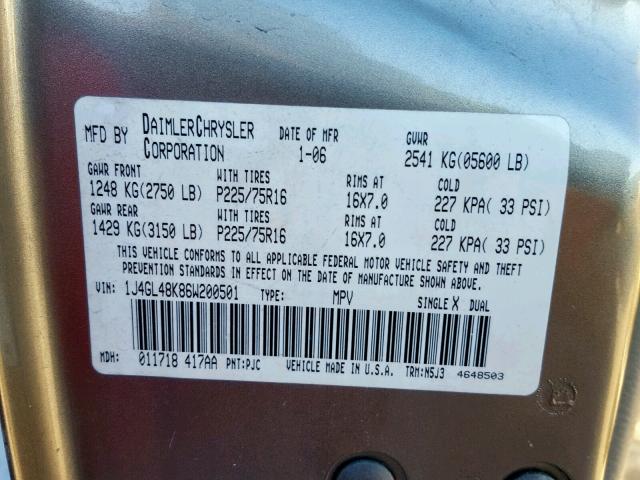 MFD BY DAIMLERCHRYSLER CORPORATION DATE OF MFR 1-06 GVWR 2541 KG(05600 LB)
GAWR FRONT WITH TIRES RIMS AT COLD
1248 KG(2750 LB) P225/75R16 16X7.0 227 KPA( 33 PSI)
GAWR REAR WITH TIRES RIMS AT COLD
1429 KG(3150 LB) P225/75R16 16X7.0 227 KPA( 33 PSI)
THIS VEHICLE CONFORMS TO ALL APPLICABLE FEDERAL MOTOR VEHICLE SAFETY AND THEFT
PREVENTION STANDARDS IN EFFECT ON THE DATE OF MANUFACTURE SHOWN ABOVE.
VIN: 1J4GL48K86W200501 TYPE: MPV SINGLE X DUAL
MDH: 011718 417AA PNT:PJC VEHICLE MADE IN U.S.A. TRM:N5J3 4648503